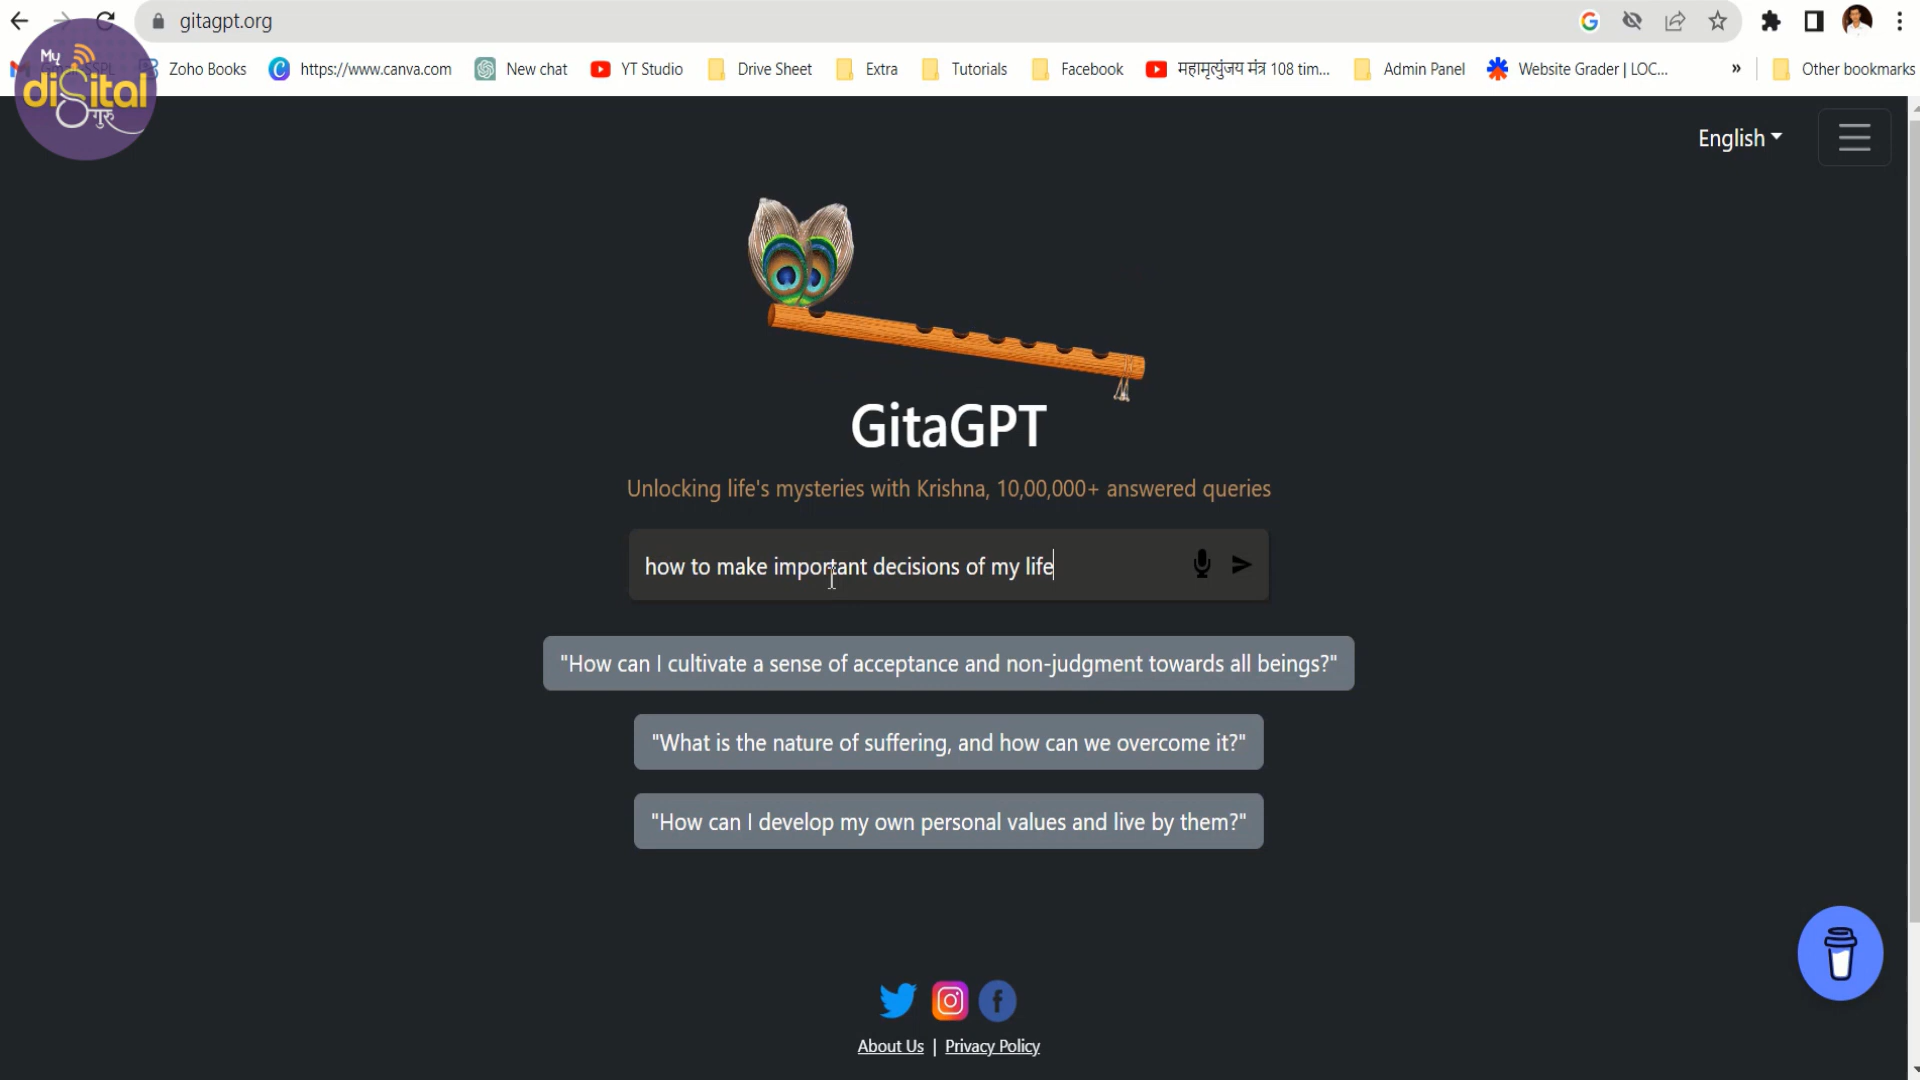 gitagpt.org
My
digital
गुरु
Zoho Books
https://www.canva.com
New chat
YT Studio
Drive Sheet
Extra
Tutorials
Facebook
महामृत्युंजय मंत्र 108 tim...
Admin Panel
Website Grader | LOC...
»
Other bookmarks
English
GitaGPT
Unlocking life's mysteries with Krishna, 10,00,000+ answered queries
how to make important decisions of my life
"How can I cultivate a sense of acceptance and non-judgment towards all beings?"
"What is the nature of suffering, and how can we overcome it?"
"How can I develop my own personal values and live by them?"
About Us | Privacy Policy